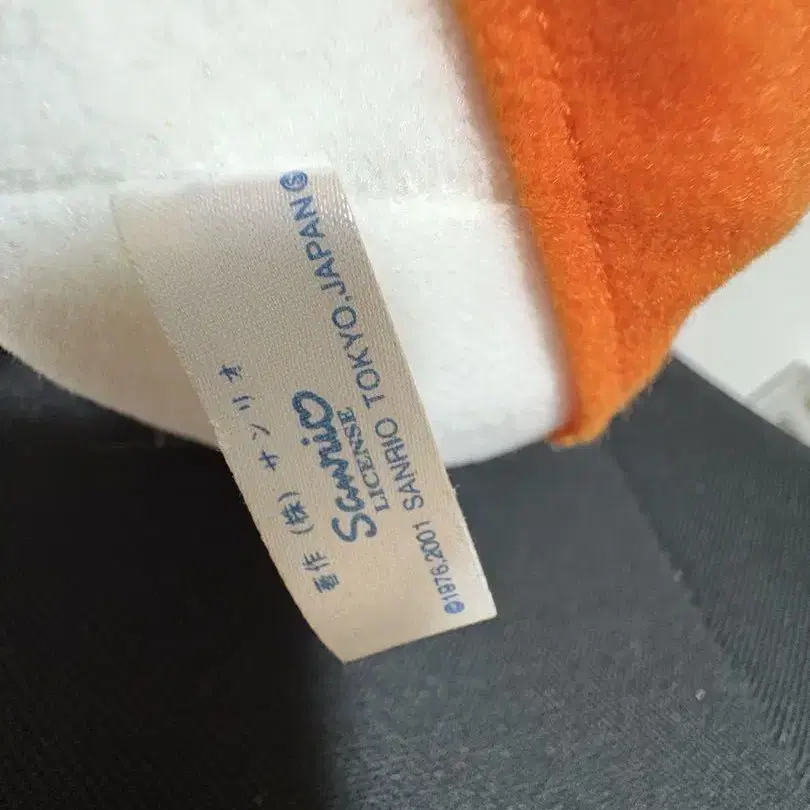 著作(株)サンリオ
Sanrio
LICENSE
©1976,2001 SANRIO TOKYO,JAPAN Ⓢ